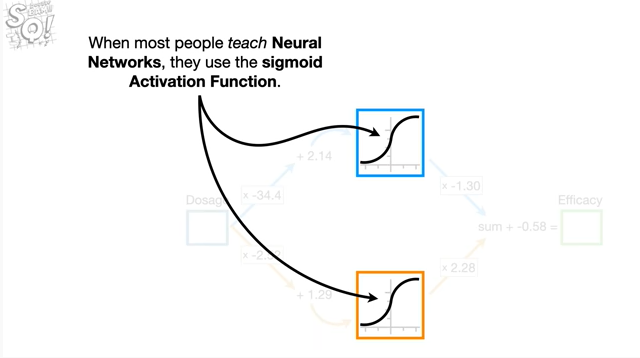 When most people teach Neural
Networks, they use the sigmoid
Activation Function.
+ 2.14
x -34.4
x -1.30
Dosage
Efficacy
sum + -0.58 =
x 2.28
+ 1.29